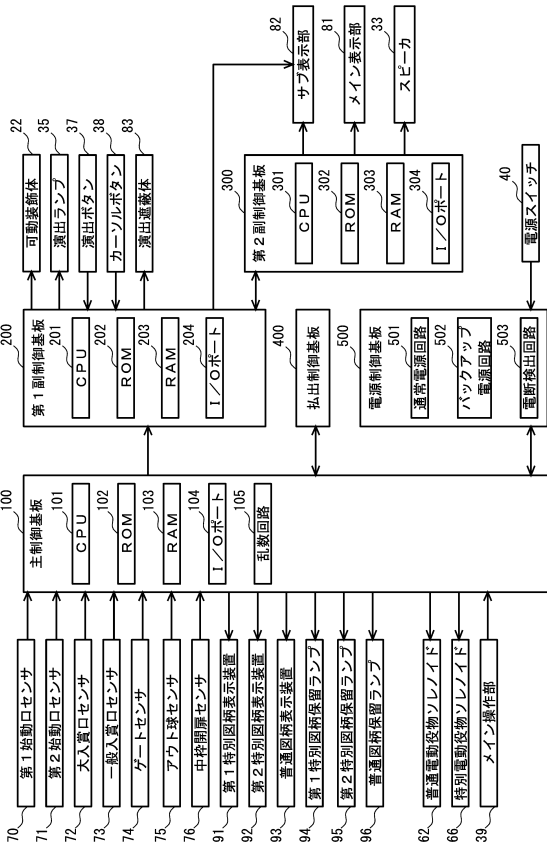 70 第1始動口センサ
71 第2始動口センサ
72 大入賞口センサ
73 一般入賞口センサ
74 ゲートセンサ
75 アウト球センサ
76 中枠開扉センサ
91 第1特別図柄表示装置
92 第2特別図柄表示装置
93 普通図柄表示装置
94 第1特別図柄保留ランプ
95 第2特別図柄保留ランプ
96 普通図柄保留ランプ
62 普通電動役物ソレノイド
66 特別電動役物ソレノイド
39 メイン操作部
100
主制御基板
101
CPU
102
ROM
103
RAM
104
I/Oポート
105
乱数回路
200
第1副制御基板
201
CPU
202
ROM
203
RAM
204
I/Oポート
400
払出制御基板
500
電源制御基板
501
通常電源回路
502
バックアップ
電源回路
503
電断検出回路
22
可動装飾体
35
演出ランプ
37
演出ボタン
38
カーソルボタン
83
演出遮蔽体
300
第2副制御基板
301
CPU
302
ROM
303
RAM
304
I/Oポート
40
電源スイッチ
82
サブ表示部
81
メイン表示部
33
スピーカ